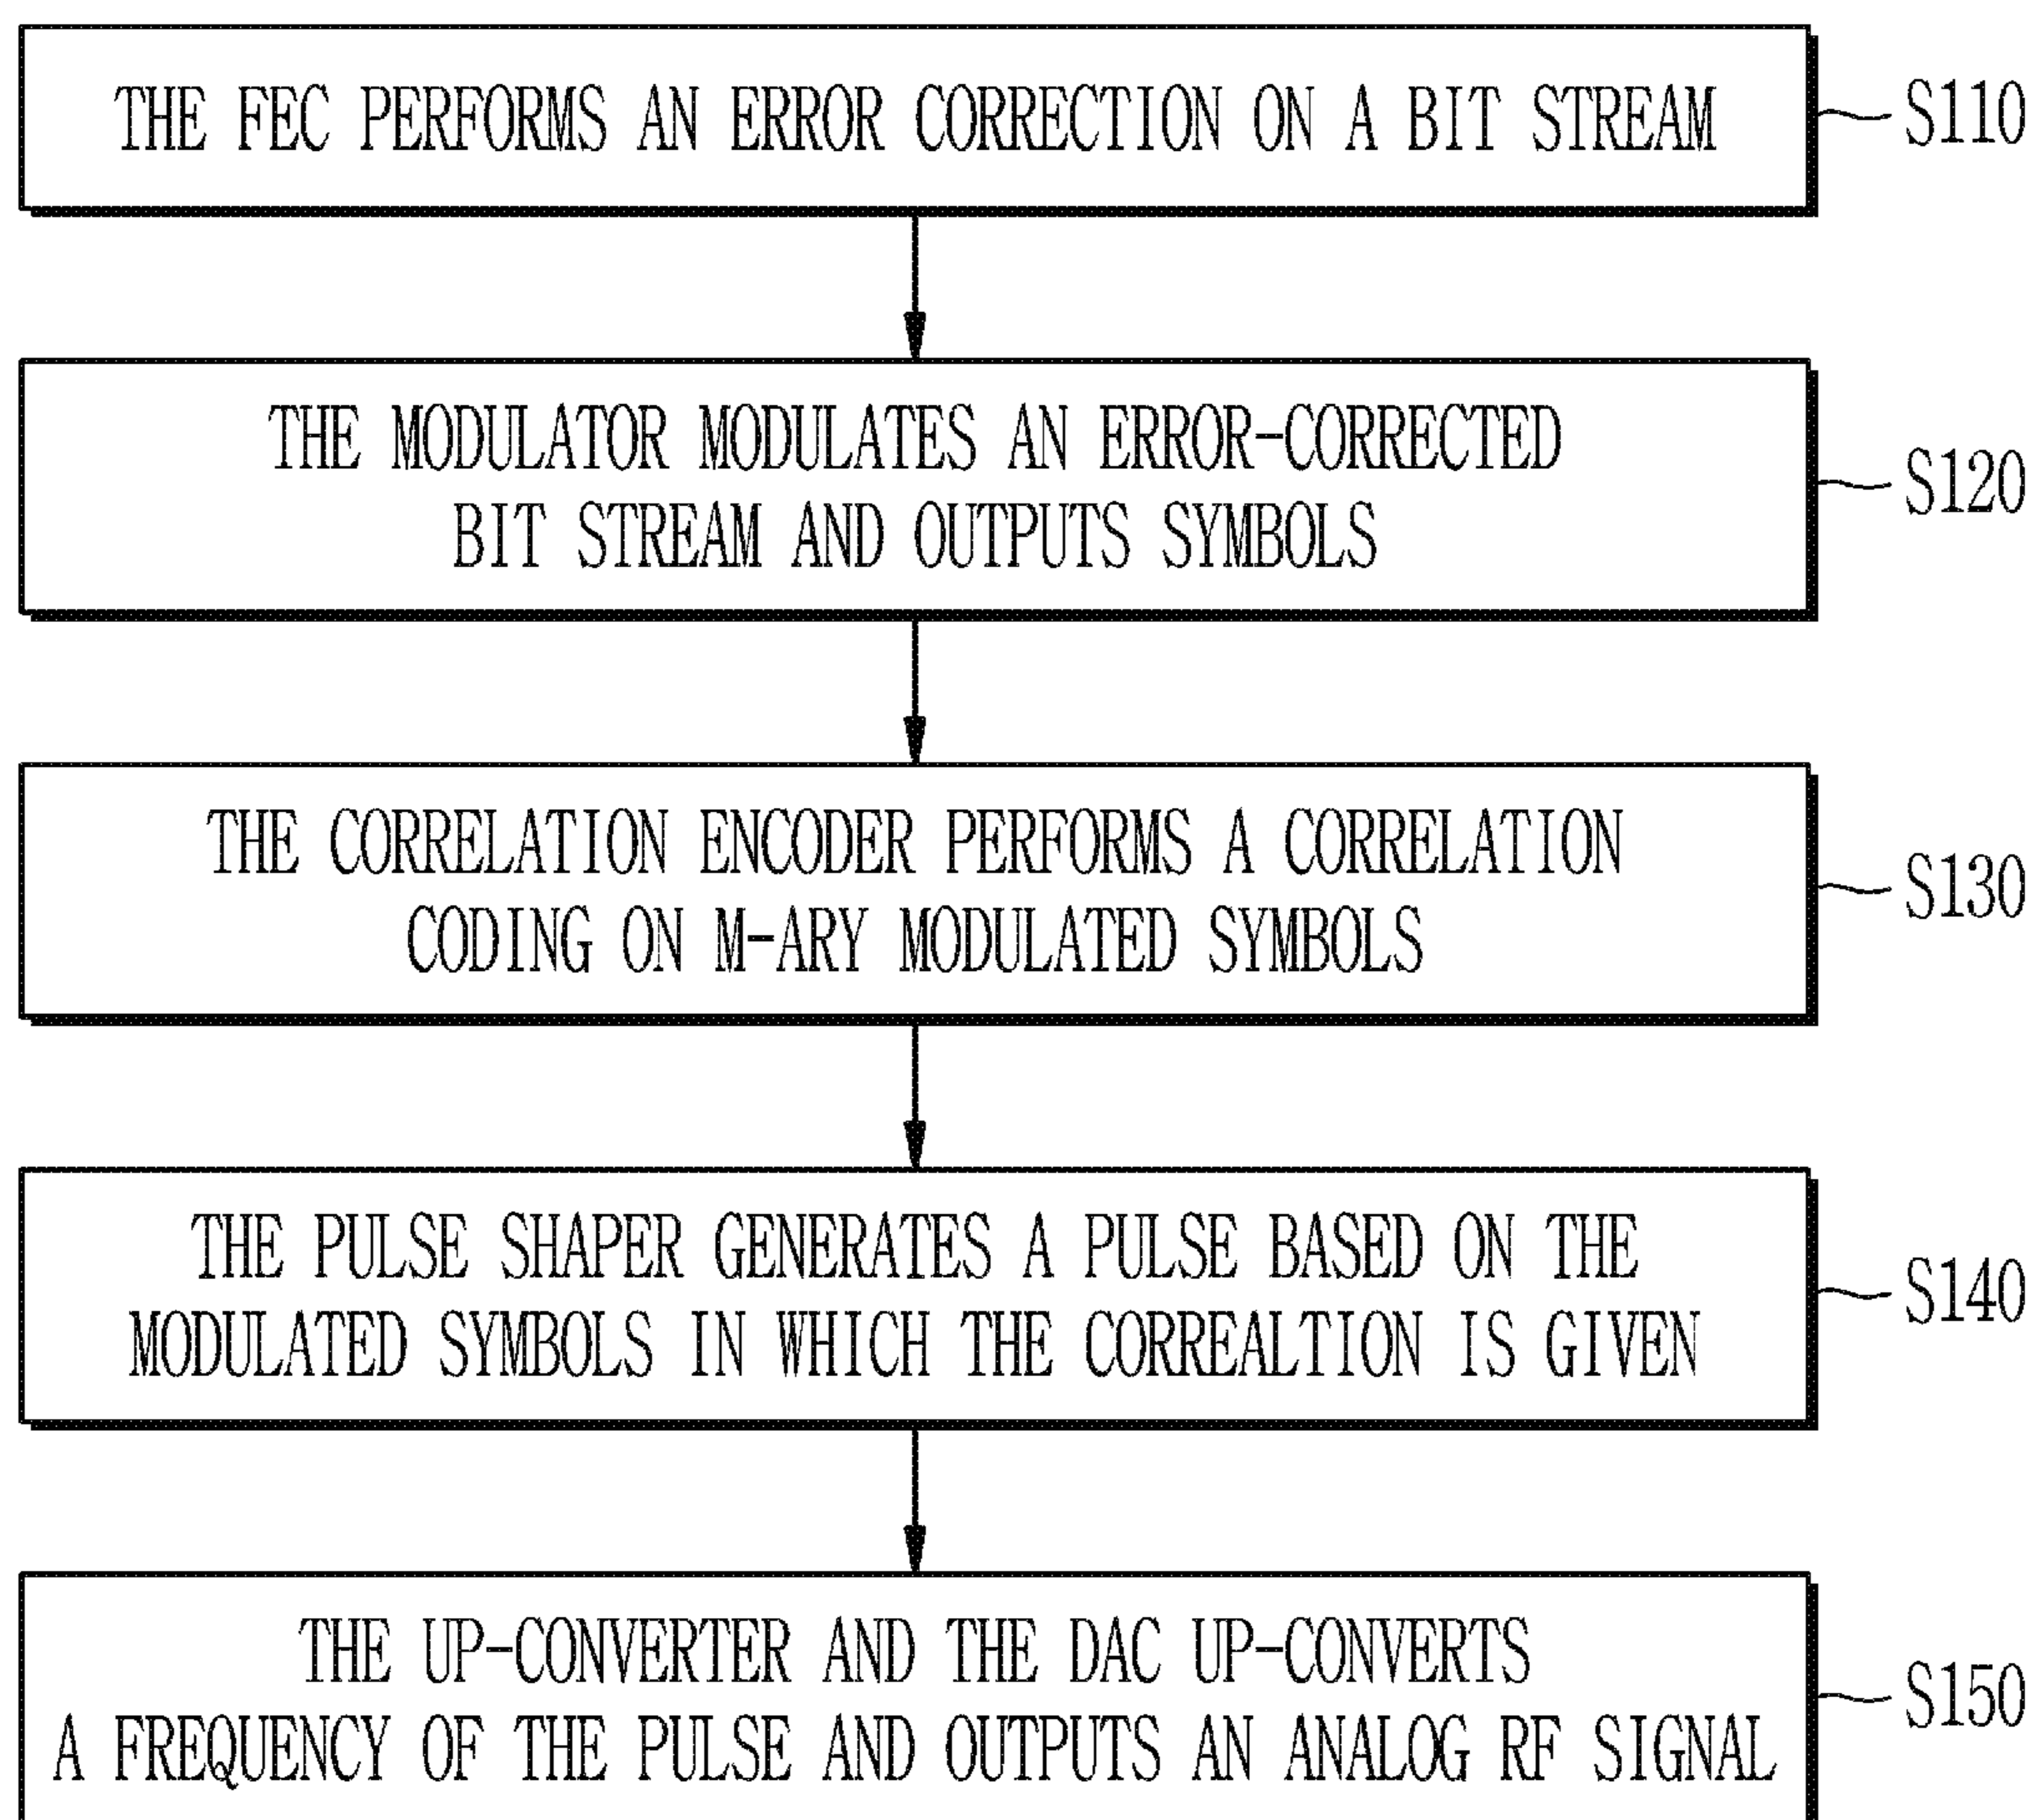 THE FEC PERFORMS AN ERROR CORRECTION ON A BIT STREAM
S110
THE MODULATOR MODULATES AN ERROR-CORRECTED
BIT STREAM AND OUTPUTS SYMBOLS
S120
THE CORRELATION ENCODER PERFORMS A CORRELATION
CODING ON M-ARY MODULATED SYMBOLS
S130
THE PULSE SHAPER GENERATES A PULSE BASED ON THE
MODULATED SYMBOLS IN WHICH THE CORREALTION IS GIVEN
S140
THE UP-CONVERTER AND THE DAC UP-CONVERTS
A FREQUENCY OF THE PULSE AND OUTPUTS AN ANALOG RF SIGNAL
S150